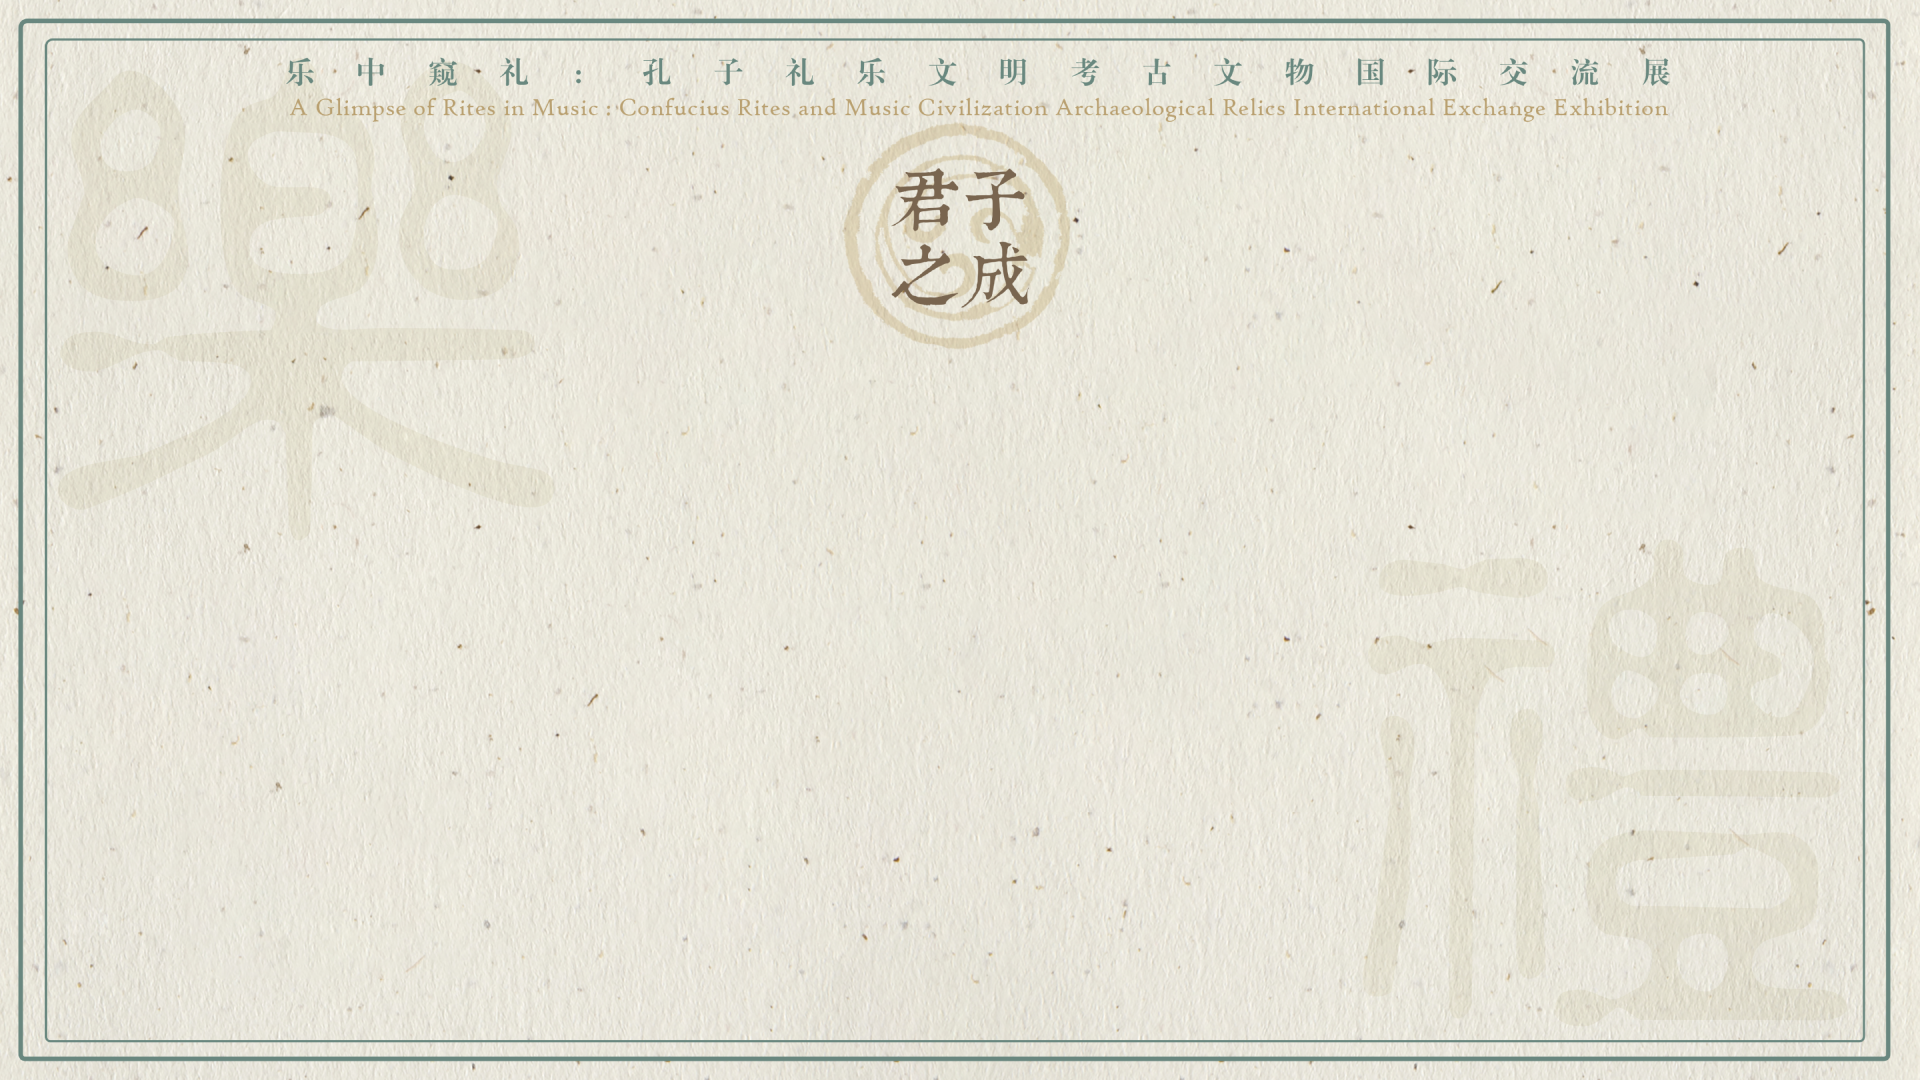 乐中窥礼：孔子礼乐文明考古文物国际交流展
A Glimpse of Rites in Music : Confucius Rites and Music Civilization Archaeological Relics International Exchange Exhibition
君子
之成
樂
禮